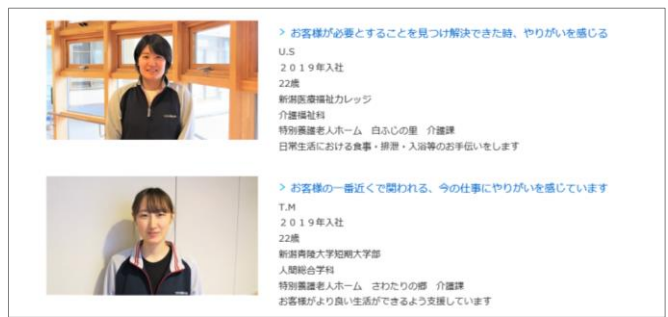 > お客様が必要とすることを見つけ解決できた時、やりがいを感じる
U.S
２０１９年入社
22歳
新潟医療福祉カレッジ
介護福祉科
特別養護老人ホーム　白ふじの里　介護課
日常生活における食事・排泄・入浴等のお手伝いをします
> お客様の一番近くで関われる、今の仕事にやりがいを感じています
T.M
２０１９年入社
22歳
新潟青陵大学短期大学部
人間総合学科
特別養護老人ホーム　さわたりの郷　介護課
お客様がより良い生活ができるよう支援しています